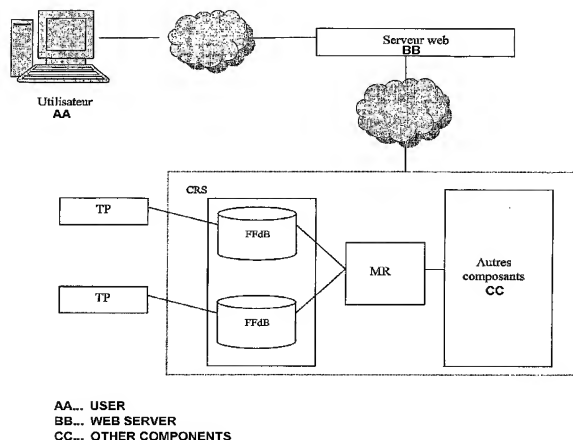 Utilisateur
AA
Serveur web
BB
CRS
TP
FFdB
TP
FFdB
MR
Autres
composants
CC
AA... USER
BB... WEB SERVER
CC... OTHER COMPONENTS